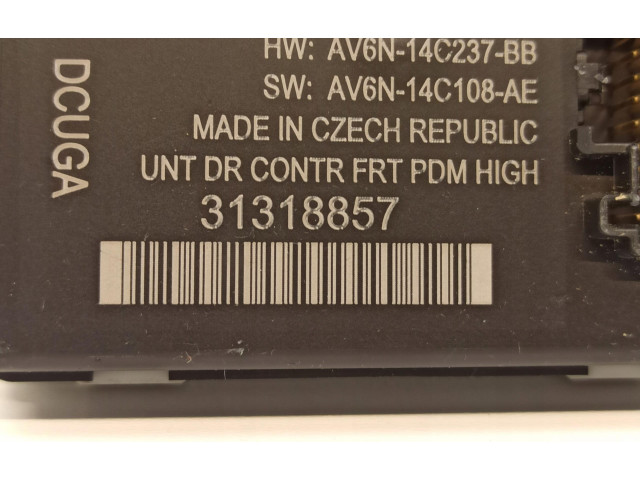 HW: AV6N-14C237-BB
SW: AV6N-14C108-AE
MADE IN CZECH REPUBLIC
UNT DR CONTR FRT PDM HIGH
31318857
DCUGA